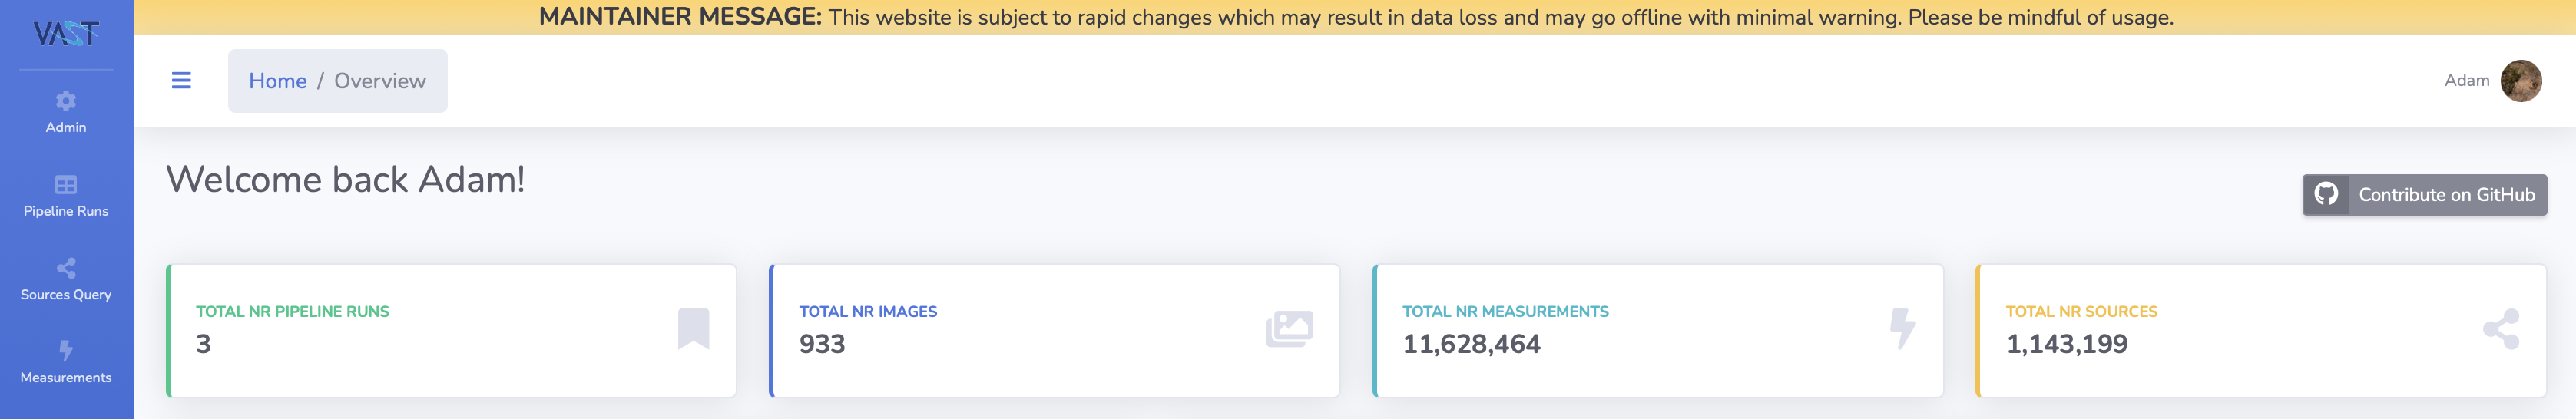 MAINTAINER MESSAGE: This website is subject to rapid changes which may result in data loss and may go offline with minimal warning. Please be mindful of usage.
VAST
Home / Overview
Adam
Admin
Pipeline Runs
Sources Query
Measurements
Welcome back Adam!
Contribute on GitHub
TOTAL NR PIPELINE RUNS
3
TOTAL NR IMAGES
933
TOTAL NR MEASUREMENTS
11,628,464
TOTAL NR SOURCES
1,143,199